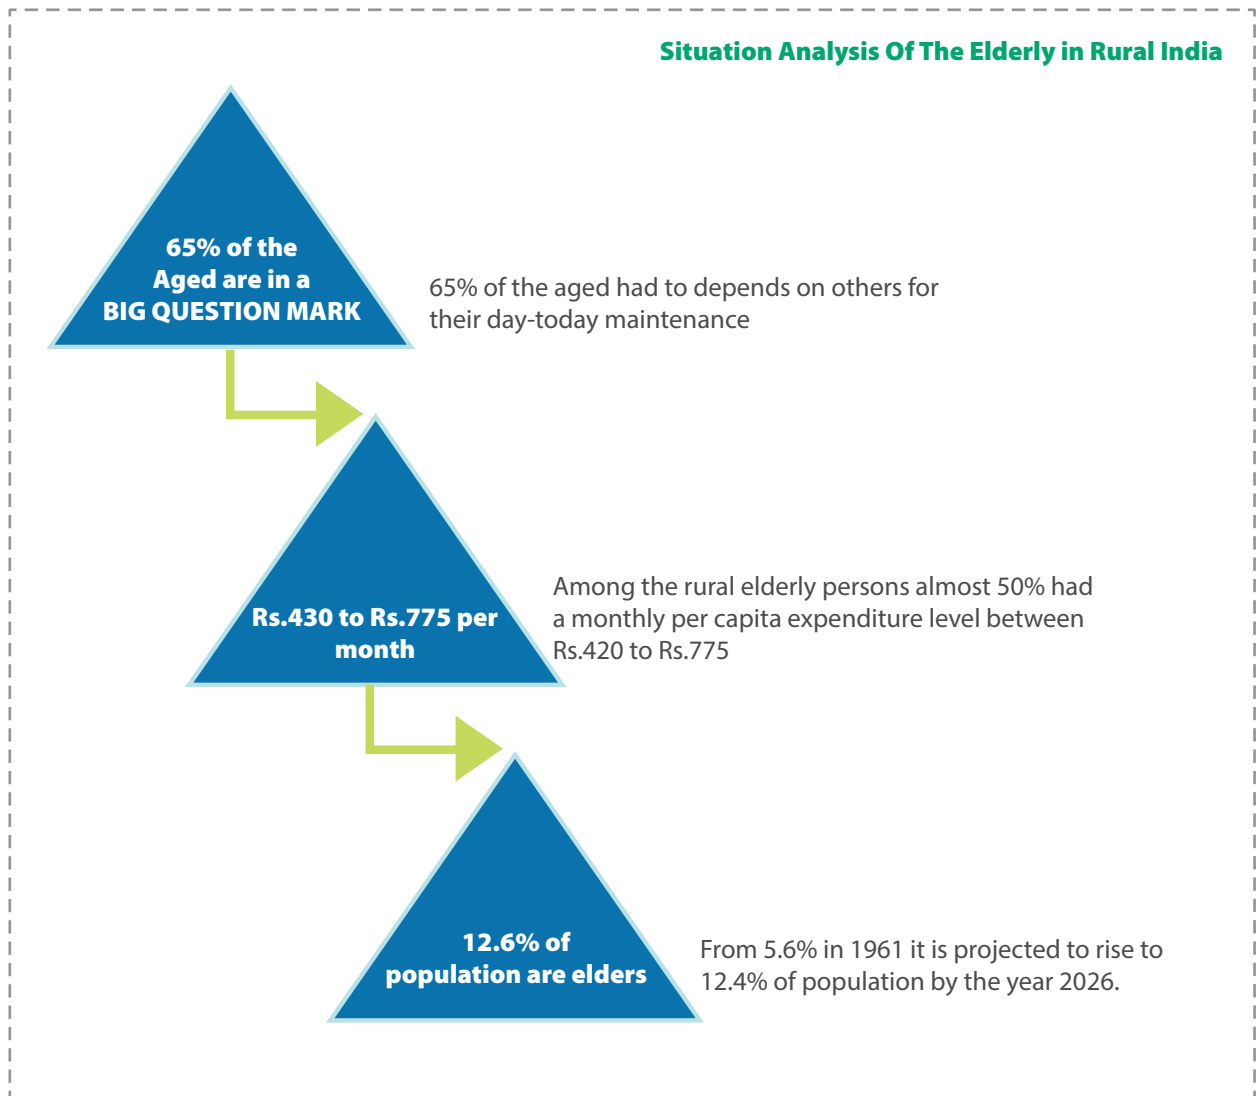 Situation Analysis Of The Elderly in Rural India
65% of the
Aged are in a
BIG QUESTION MARK
65% of the aged had to depends on others for
their day-today maintenance
Rs.430 to Rs.775 per
month
Among the rural elderly persons almost 50% had
a monthly per capita expenditure level between
Rs.420 to Rs.775
12.6% of
population are elders
From 5.6% in 1961 it is projected to rise to
12.4% of population by the year 2026.